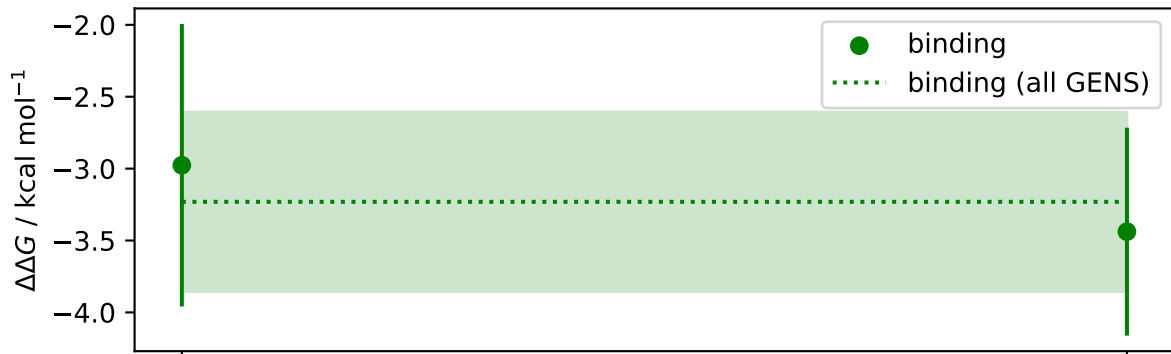 −2.0
−2.5
−3.0
−3.5
−4.0
ΔΔG / kcal mol⁻¹
binding
binding (all GENS)